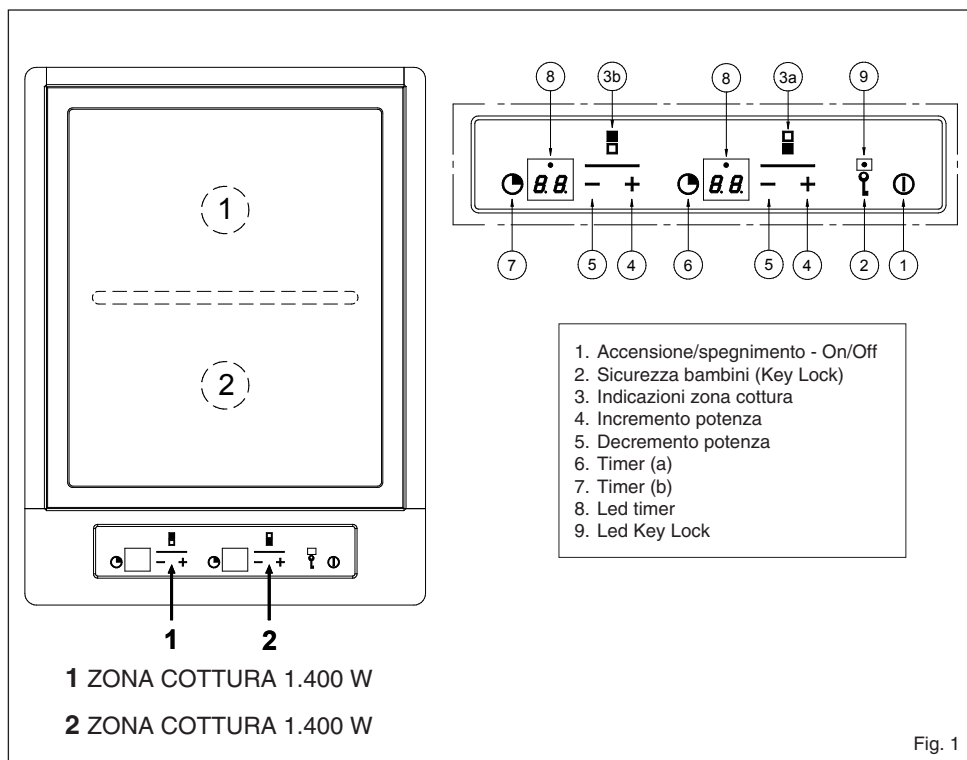 1
2
1 2
1 ZONA COTTURA 1.400 W
2 ZONA COTTURA 1.400 W
8 3b 8 3a 9
8.8. 8.8.
7 5 4 6 5 4 2 1
1. Accensione/spegnimento - On/Off
2. Sicurezza bambini (Key Lock)
3. Indicazioni zona cottura
4. Incremento potenza
5. Decremento potenza
6. Timer (a)
7. Timer (b)
8. Led timer
9. Led Key Lock
Fig. 1